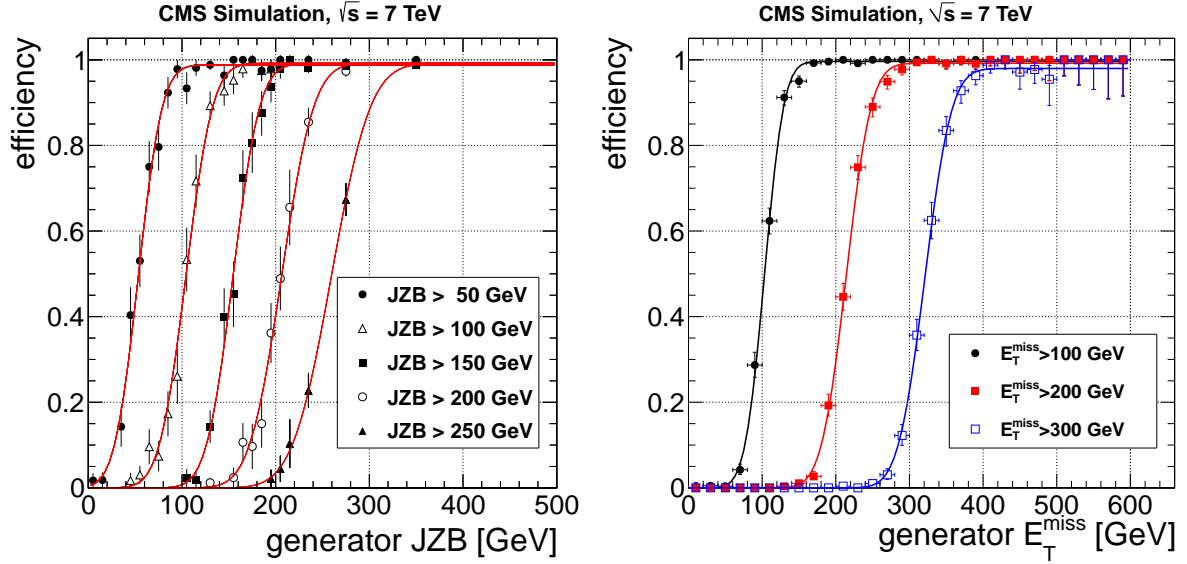 CMS Simulation, √s = 7 TeV
efficiency
1
0.8
0.6
0.4
0.2
0
JZB > 50 GeV
JZB > 100 GeV
JZB > 150 GeV
JZB > 200 GeV
JZB > 250 GeV
0 100 200 300 400 500
generator JZB [GeV]
CMS Simulation, √s = 7 TeV
efficiency
1
0.8
0.6
0.4
0.2
0
E_T^miss>100 GeV
E_T^miss>200 GeV
E_T^miss>300 GeV
100 200 300 400 500 600
generator E_T^miss [GeV]